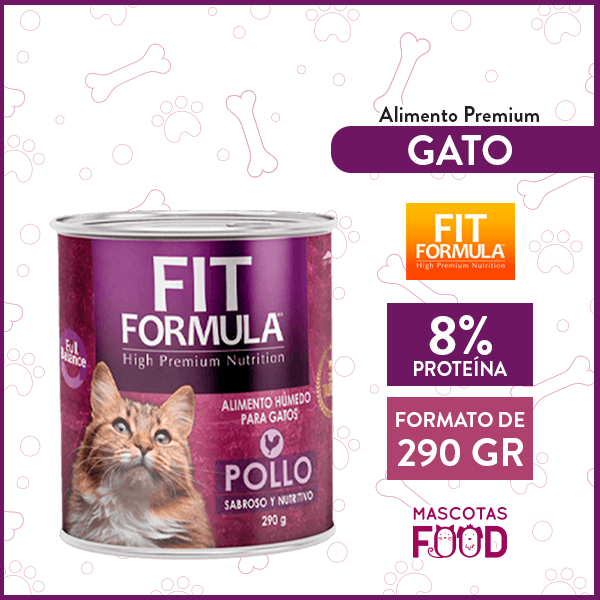 Alimento Premium
GATO
FIT
FORMULA
High Premium Nutrition
8%
PROTEÍNA
FORMATO DE
290 GR
MASCOTAS
FOOD
FIT
FORMULA
High Premium Nutrition
Full
Balance
ALIMENTO HÚMEDO
PARA GATOS
POLLO
SABROSO Y NUTRITIVO
290 g